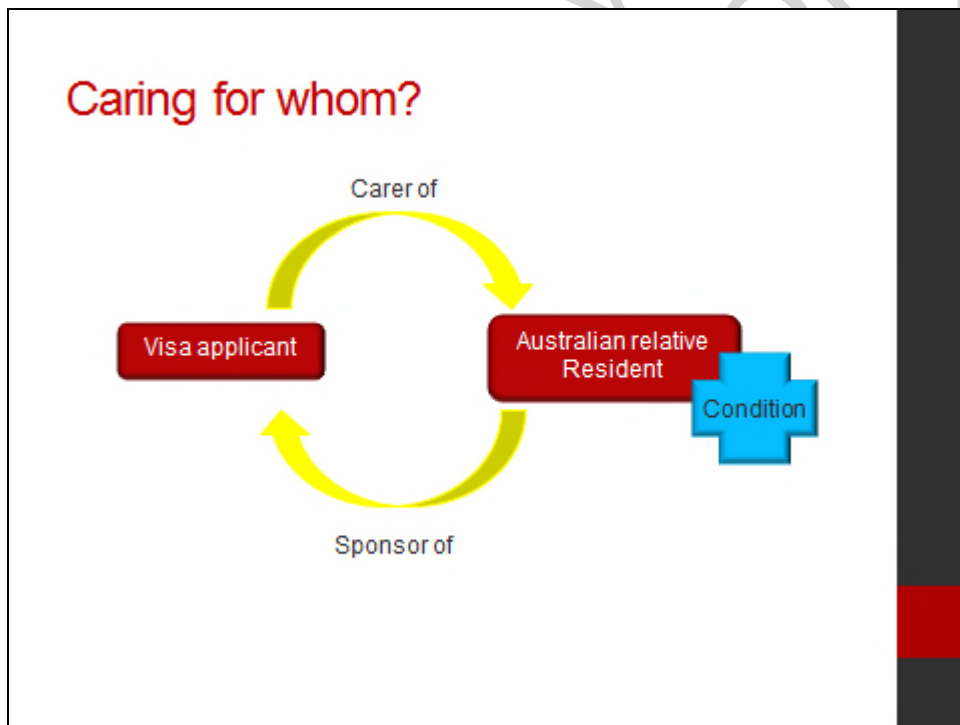 Caring for whom?
Carer of
Visa applicant
Australian relative
Resident
Condition
Sponsor of